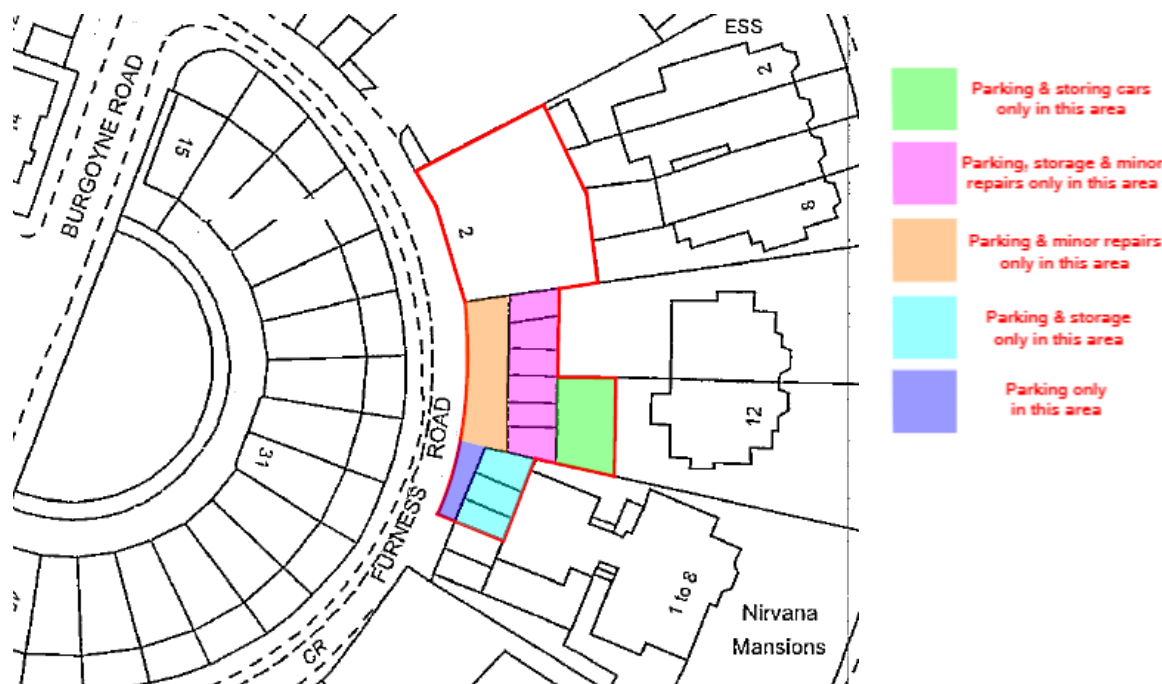 ESS
2
8
BURGOYNE ROAD
15
2
12
31
FURNESS ROAD
CR
1 to 8
Nirvana
Mansions
Parking & storing cars
only in this area
Parking, storage & minor
repairs only in this area
Parking & minor repairs
only in this area
Parking & storage
only in this area
Parking only
in this area